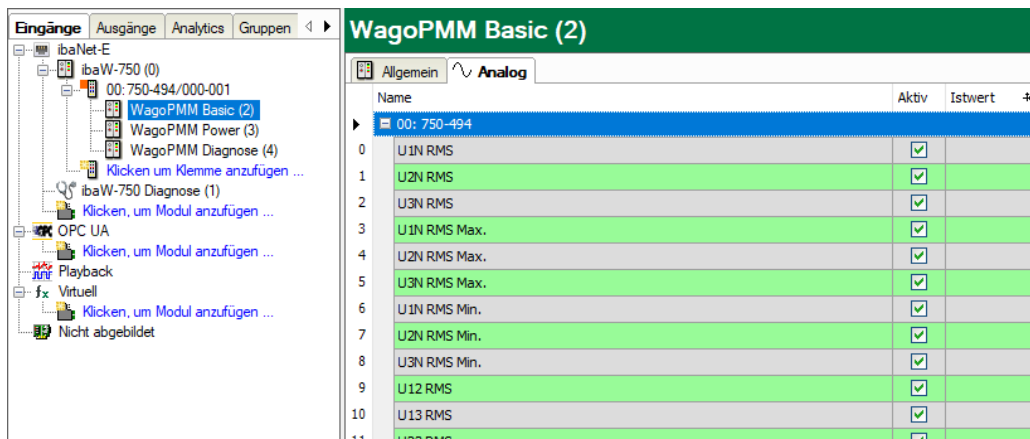 Eingänge Ausgänge Analytics Gruppen
ibaNet-E
ibaW-750 (0)
00:750-494/000-001
WagoPMM Basic (2)
WagoPMM Power (3)
WagoPMM Diagnose (4)
Klicken um Klemme anzufügen ...
ibaW-750 Diagnose (1)
Klicken, um Modul anzufügen ...
OPC UA
Klicken, um Modul anzufügen ...
Playback
Virtuell
Klicken, um Modul anzufügen ...
Nicht abgebildet
WagoPMM Basic (2)
Allgemein Analog
Name Aktiv Istwert
00: 750-494
0 U1N RMS
1 U2N RMS
2 U3N RMS
3 U1N RMS Max.
4 U2N RMS Max.
5 U3N RMS Max.
6 U1N RMS Min.
7 U2N RMS Min.
8 U3N RMS Min.
9 U12 RMS
10 U13 RMS